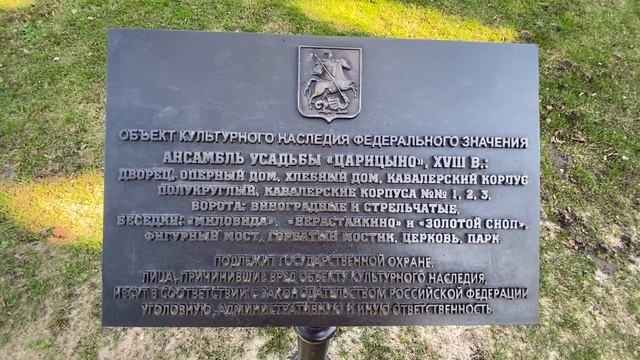 ОБЪЕКТ КУЛЬТУРНОГО НАСЛЕДИЯ ФЕДЕРАЛЬНОГО ЗНАЧЕНИЯ
АНСАМБЛЬ УСАДЬБЫ «ЦАРИЦЫНО», XVIII В.:
ДВОРЕЦ, ОПЕРНЫЙ ДОМ, ХЛЕБНЫЙ ДОМ, КАВАЛЕРСКИЙ КОРПУС
ПОЛУКРУГЛЫЙ, КАВАЛЕРСКИЕ КОРПУСА №№ 1, 2, 3,
ВОРОТА: ВИНОГРАДНЫЕ И СТРЕЛЬЧАТЫЕ,
БЕСЕДКИ: «МИЛОВИДА», «НЕРАСТАНКИНО» И «ЗОЛОТОЙ СНОП»,
ФИГУРНЫЙ МОСТ, ГОРБАТЫЙ МОСТИК, ЦЕРКОВЬ, ПАРК
ПОДЛЕЖИТ ГОСУДАРСТВЕННОЙ ОХРАНЕ.
ЛИЦА, ПРИЧИНИВШИЕ ВРЕД ОБЪЕКТУ КУЛЬТУРНОГО НАСЛЕДИЯ,
НЕСУТ В СООТВЕТСТВИИ С ЗАКОНОДАТЕЛЬСТВОМ РОССИЙСКОЙ ФЕДЕРАЦИИ
УГОЛОВНУЮ, АДМИНИСТРАТИВНУЮ И ИНУЮ ОТВЕТСТВЕННОСТЬ